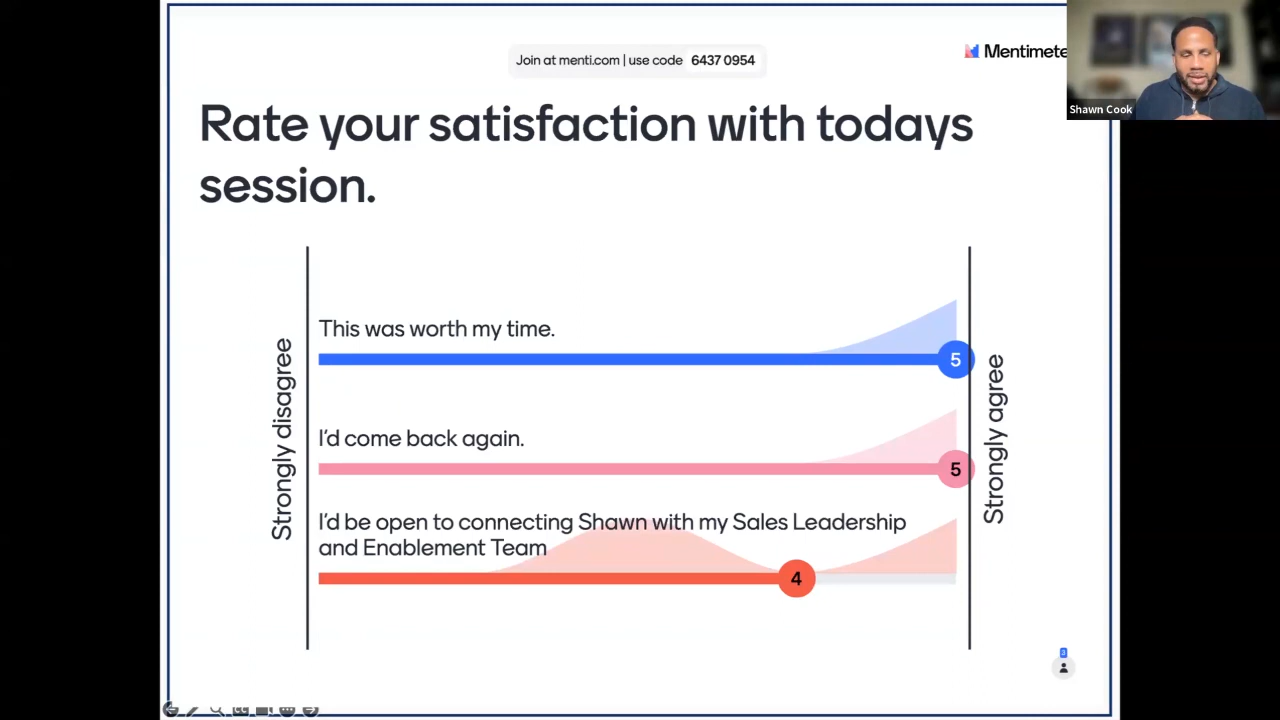 Join at menti.com | use code 6437 0954
Mentimete
Shawn Cook
Rate your satisfaction with todays
session.
Strongly disagree
This was worth my time.
5
I'd come back again.
5
I'd be open to connecting Shawn with my Sales Leadership
and Enablement Team
4
Strongly agree
3